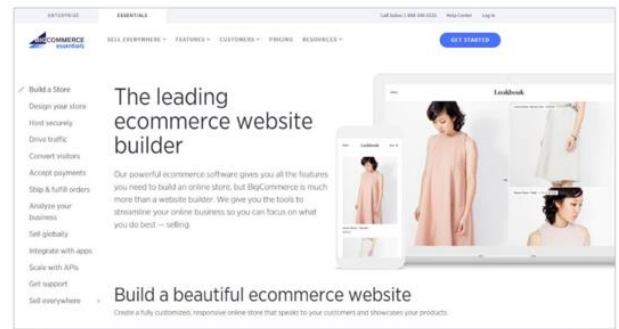 ENTERPRISE ESSENTIALS Help Center Log In
BIGCOMMERCE essentials SELL EVERYWHERE FEATURES CUSTOMERS PRICING RESOURCES GET STARTED
Build a Store
Design your store
Host securely
Drive traffic
Convert visitors
Accept payments
Ship & fulfill orders
Analyze your
business
Sell globally
Integrate with apps
Scale with APIs
Get support
Sell everywhere
The leading
ecommerce website
builder
Our powerful ecommerce software gives you all the features
you need to build an online store, but BigCommerce is much
more than a website builder. We give you the tools to
streamline your online business so you can focus on what
you do best — selling.
Lookbook
Lookbook
Build a beautiful ecommerce website
Create a fully customized, responsive online store that speaks to your customers and showcases your products.